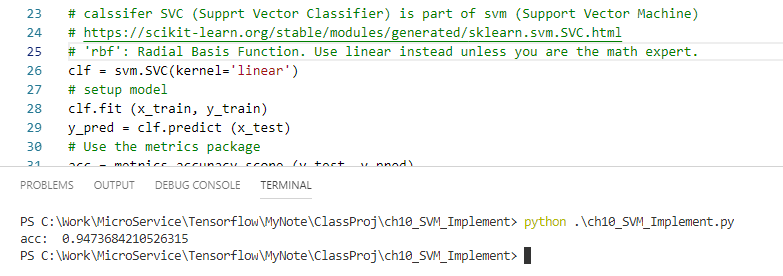 23 # calssifer SVC (Supprt Vector Classifier) is part of svm (Support Vector Machine)
24 # https://scikit-learn.org/stable/modules/generated/sklearn.svm.SVC.html
25 # 'rbf': Radial Basis Function. Use linear instead unless you are the math expert.
26 clf = svm.SVC(kernel='linear')
27 # setup model
28 clf.fit (x_train, y_train)
29 y_pred = clf.predict (x_test)
30 # Use the metrics package
31 acc = metrics.accuracy_score (y_test, y_pred)
PROBLEMS OUTPUT DEBUG CONSOLE TERMINAL
PS C:\Work\MicroService\Tensorflow\MyNote\ClassProj\ch10_SVM_Implement> python .\ch10_SVM_Implement.py
acc:  0.9473684210526315
PS C:\Work\MicroService\Tensorflow\MyNote\ClassProj\ch10_SVM_Implement>